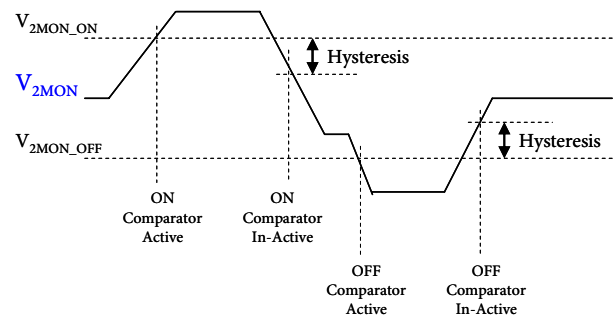 V2MON_ON
Hysteresis
V2MON
V2MON_OFF
Hysteresis
ON
Comparator
Active
ON
Comparator
In-Active
OFF
Comparator
Active
OFF
Comparator
In-Active